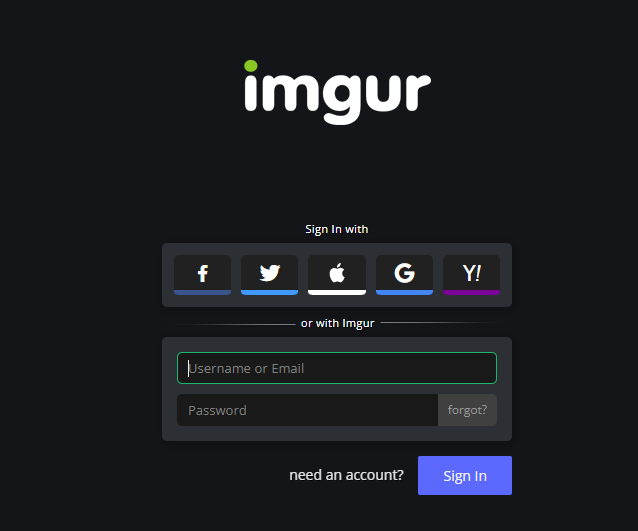 imgur
Sign In with
f
G
Y!
or with Imgur
Username or Email
Password
forgot?
need an account?
Sign In